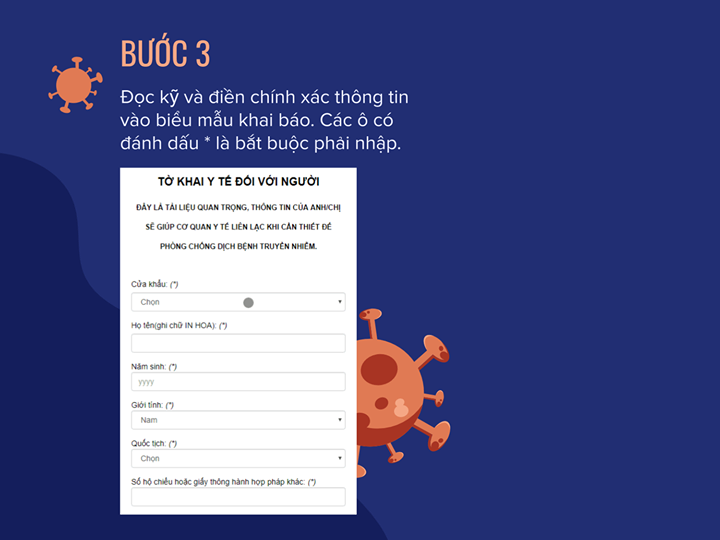 BƯỚC 3
Đọc kỹ và điền chính xác thông tin
vào biểu mẫu khai báo. Các ô có
đánh dấu * là bắt buộc phải nhập.
TỜ KHAI Y TẾ ĐỐI VỚI NGƯỜI
ĐÂY LÀ TÀI LIỆU QUAN TRỌNG, THÔNG TIN CỦA ANH/CHỊ
SẼ GIÚP CƠ QUAN Y TẾ LIÊN LẠC KHI CẦN THIẾT ĐỂ
PHÒNG CHỐNG DỊCH BỆNH TRUYỀN NHIỄM.
Cửa khẩu: (*)
Chọn
Họ tên(ghi chữ IN HOA): (*)
Năm sinh: (*)
yyyy
Giới tính: (*)
Nam
Quốc tịch: (*)
Chọn
Số hộ chiếu hoặc giấy thông hành hợp pháp khác: (*)